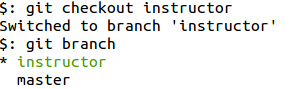 $: git checkout instructor
Switched to branch 'instructor'
$: git branch
* instructor
  master